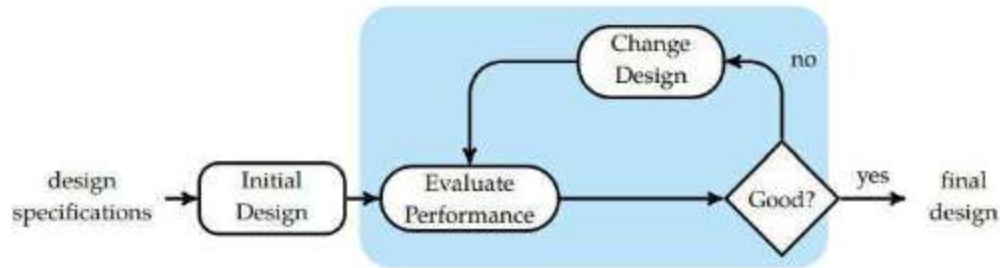 Change
Design
no
design
specifications
Initial
Design
Evaluate
Performance
Good?
yes
final
design